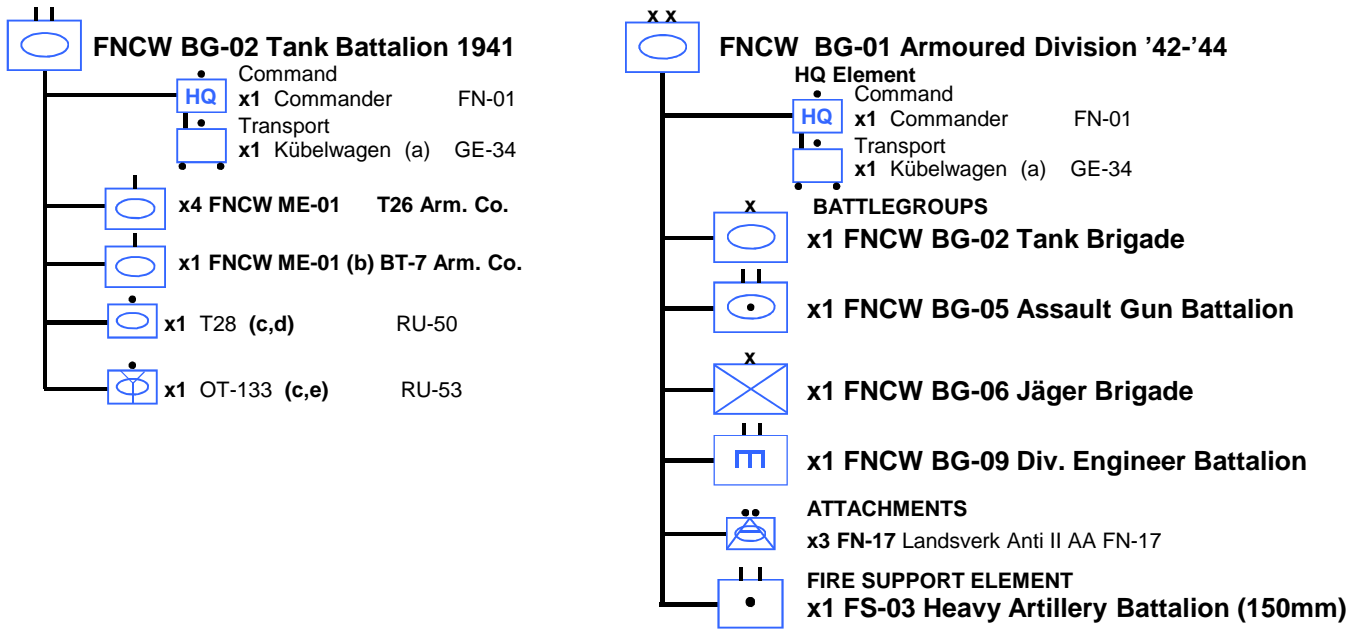 FNCW BG-02 Tank Battalion 1941
Command
HQ x1 Commander FN-01
Transport
x1 Kübelwagen (a) GE-34
x4 FNCW ME-01 T26 Arm. Co.
x1 FNCW ME-01 (b) BT-7 Arm. Co.
x1 T28 (c,d) RU-50
x1 OT-133 (c,e) RU-53
x x
FNCW BG-01 Armoured Division '42-'44
HQ Element
Command
HQ x1 Commander FN-01
Transport
x1 Kübelwagen (a) GE-34
x BATTLEGROUPS
x1 FNCW BG-02 Tank Brigade
x1 FNCW BG-05 Assault Gun Battalion
x
x1 FNCW BG-06 Jäger Brigade
x1 FNCW BG-09 Div. Engineer Battalion
ATTACHMENTS
x3 FN-17 Landsverk Anti II AA FN-17
FIRE SUPPORT ELEMENT
x1 FS-03 Heavy Artillery Battalion (150mm)